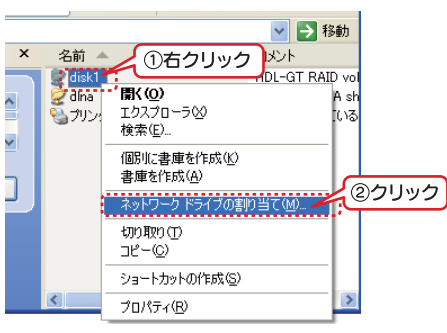 移動
名前
コメント
①右クリック
disk1
HDL-GT RAID vol
dlna
A sh
プリン
ている
開く(O)
エクスプローラ(X)
検索(E)...
個別に書庫を作成(K)
書庫を作成(A)
ネットワーク ドライブの割り当て(M)...
②クリック
切り取り(T)
コピー(C)
ショートカットの作成(S)
プロパティ(R)